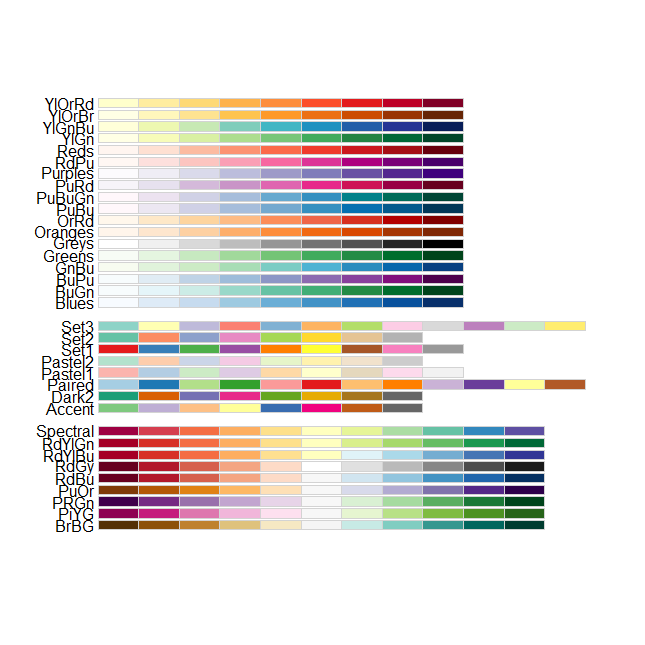 YlOrRd
YlOrBr
YlGnBu
YlGn
Reds
RdPu
Purples
PuRd
PuBuGn
PuBu
OrRd
Oranges
Greys
Greens
GnBu
BuPu
BuGn
Blues
Set3
Set2
Set1
Pastel2
Pastel1
Paired
Dark2
Accent
Spectral
RdYlGn
RdYlBu
RdGy
RdBu
PuOr
PRGn
PiYG
BrBG